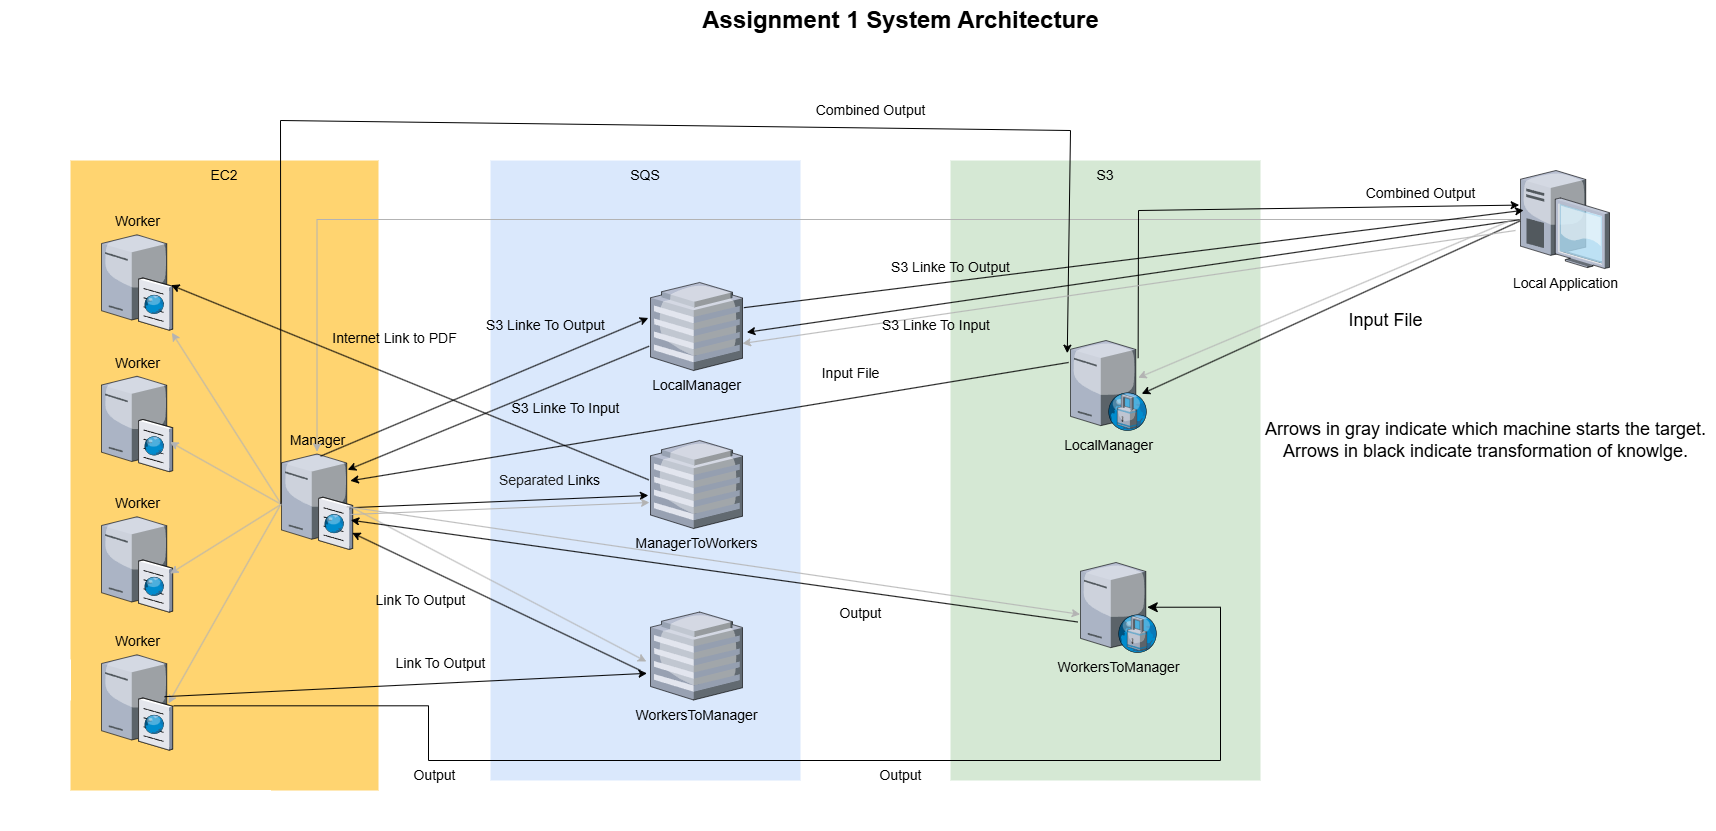 Assignment 1 System Architecture
Combined Output
EC2
SQS
S3
Combined Output
Worker
S3 Linke To Output
Local Application
S3 Linke To Output
S3 Linke To Input
Input File
Internet Link to PDF
Worker
Input File
LocalManager
S3 Linke To Input
Manager
LocalManager
Arrows in gray indicate which machine starts the target.
Arrows in black indicate transformation of knowlge.
Separated Links
Worker
ManagerToWorkers
Link To Output
Output
Worker
Link To Output
WorkersToManager
WorkersToManager
Output
Output